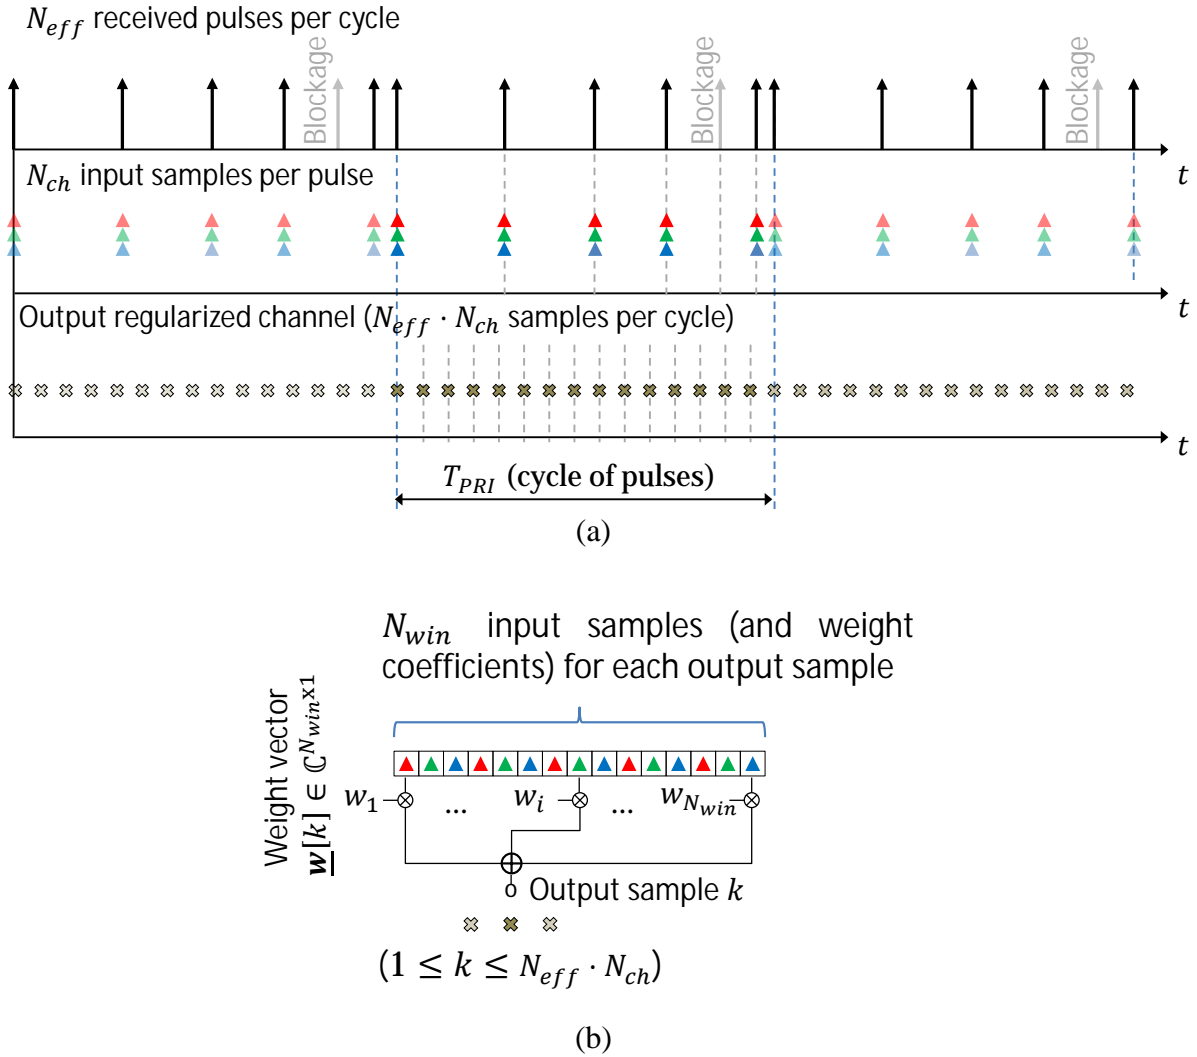 N_eff received pulses per cycle
Blockage
Blockage
Blockage
t
N_ch input samples per pulse
t
Output regularized channel (N_eff · N_ch samples per cycle)
t
T_PRI (cycle of pulses)
(a)
N_win input samples (and weight
coefficients) for each output sample
Weight vector
w[k] ∈ ℂ^{N_win x1}
w_1 ... w_i ... w_{N_win}
Output sample k
(1 ≤ k ≤ N_eff · N_ch)
(b)